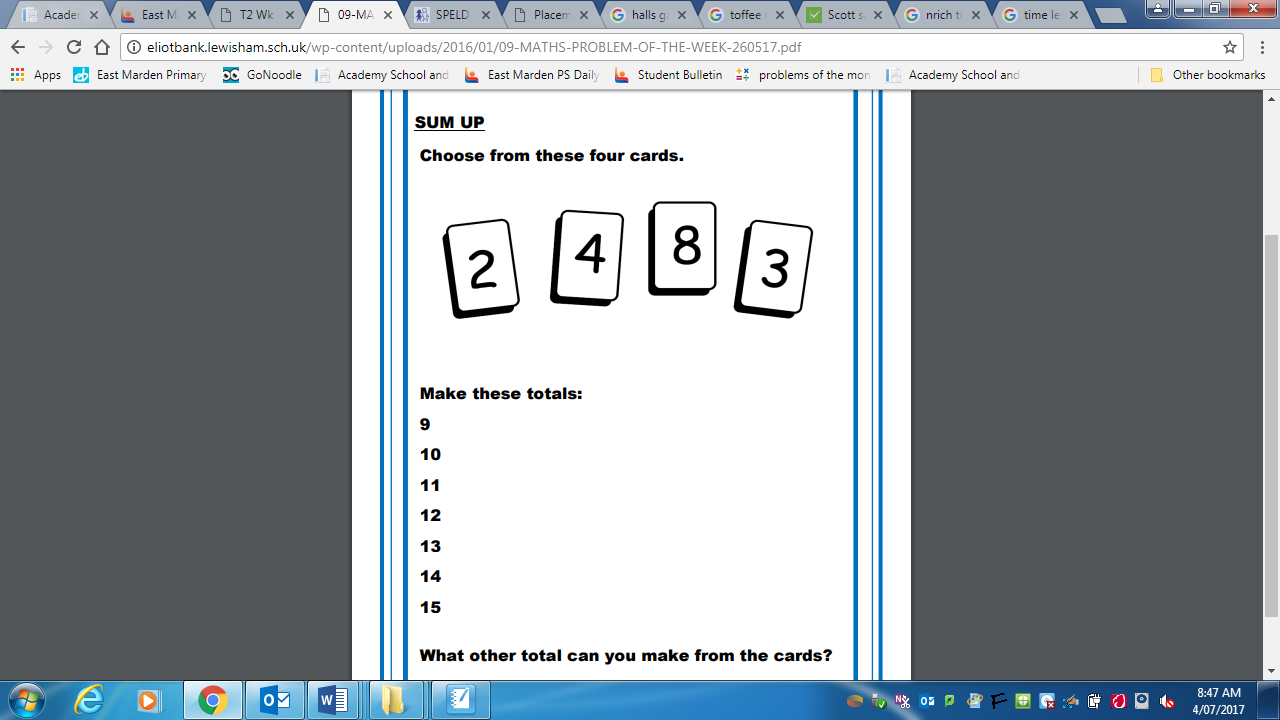 Acader
East M
T2 Wk
09-MA
SPELD
Placem
halls ga
toffee
Scott s
nrich ti
time le
eliotbank.lewisham.sch.uk/wp-content/uploads/2016/01/09-MATHS-PROBLEM-OF-THE-WEEK-260517.pdf
Apps
East Marden Primary
GoNoodle
Academy School and
East Marden PS Daily
Student Bulletin
problems of the mon
Academy School and
Other bookmarks
SUM UP
Choose from these four cards.
2 4 8 3
Make these totals:
9
10
11
12
13
14
15
What other total can you make from the cards?
8:47 AM
4/07/2017